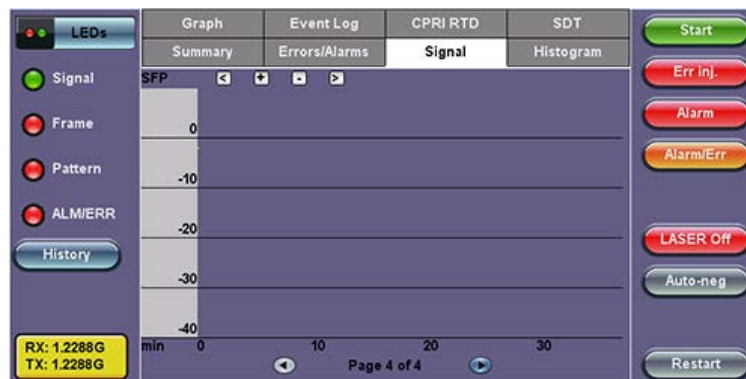 LEDs
Graph Event Log CPRI RTD SDT
Summary Errors/Alarms Signal Histogram
Signal
Frame
Pattern
ALM/ERR
History
RX: 1.2288G
TX: 1.2288G
SFP < + - >
0
-10
-20
-30
-40
min 0 10 20 30
Page 4 of 4
Start
Err inj.
Alarm
Alarm/Err
LASER Off
Auto-neg
Restart